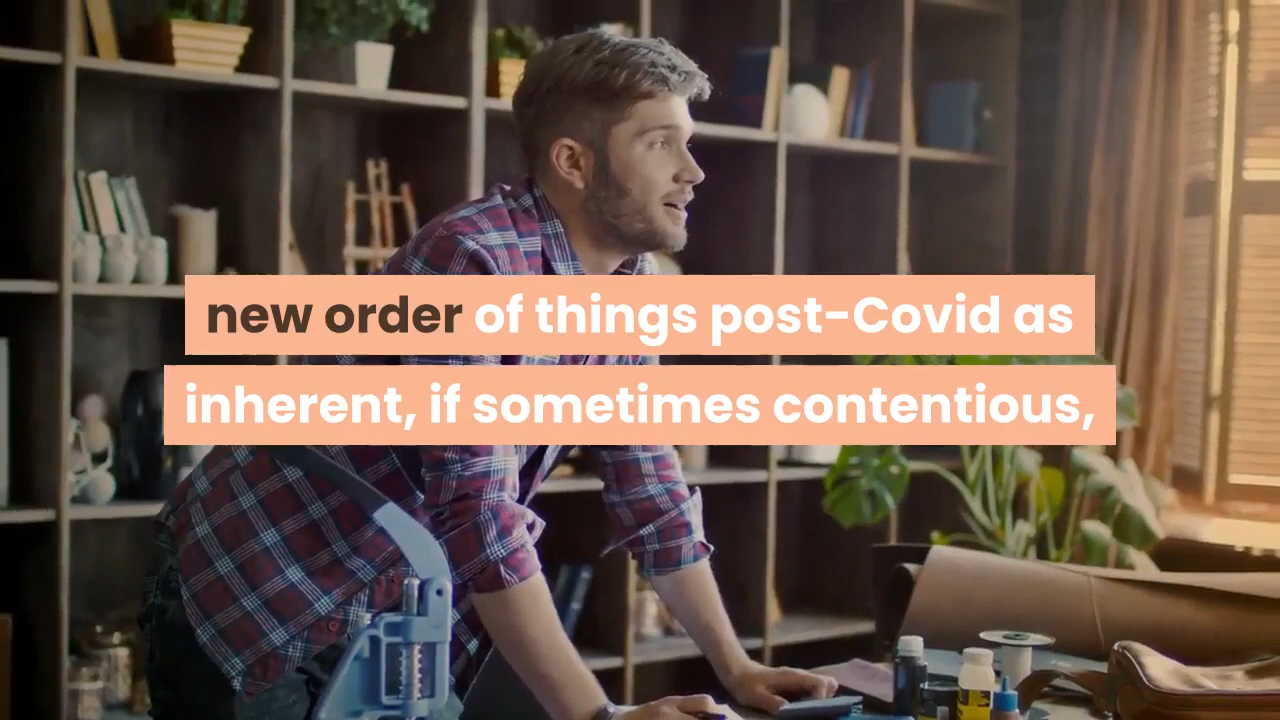 new order of things post-Covid as
inherent, if sometimes contentious,